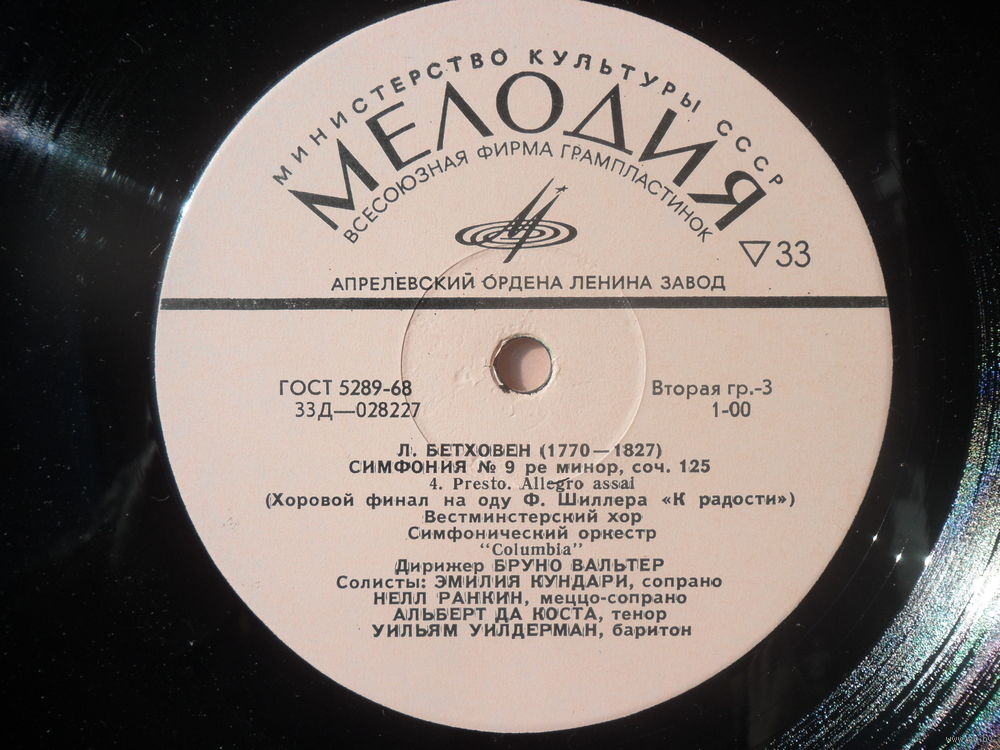 МИНИСТЕРСТВО КУЛЬТУРЫ СССР
МЕЛОДИЯ
ВСЕСОЮЗНАЯ ФИРМА ГРАМПЛАСТИНОК
▽33
АПРЕЛЕВСКИЙ ОРДЕНА ЛЕНИНА ЗАВОД
ГОСТ 5289-68
33Д—028227
Вторая гр.-3
1-00
Л. БЕТХОВЕН (1770—1827)
СИМФОНИЯ № 9 ре минор, соч. 125
4. Presto. Allegro assai
(Хоровой финал на оду Ф. Шиллера «К радости»)
Вестминстерский хор
Симфонический оркестр
"Columbia"
Дирижер БРУНО ВАЛЬТЕР
Солисты: ЭМИЛИЯ КУНДАРИ, сопрано
НЕЛЛ РАНКИН, меццо-сопрано
АЛЬБЕРТ ДА КОСТА, тенор
УИЛЬЯМ УИЛДЕРМАН, баритон